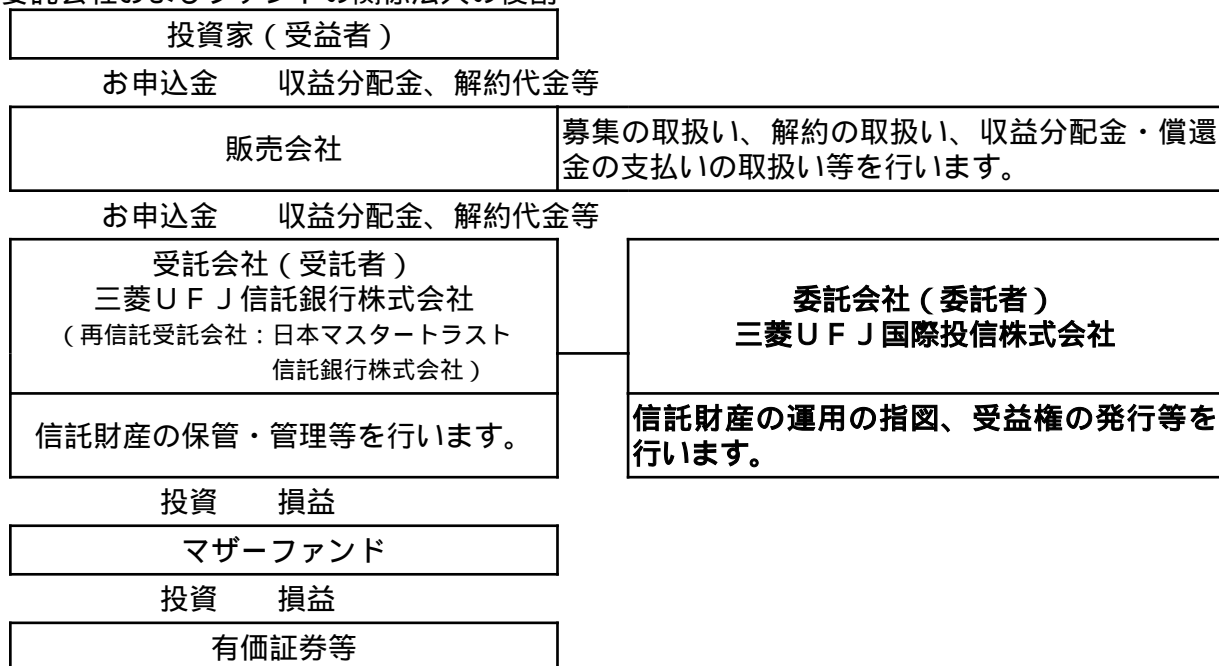 委託会社およびファンドの関係法人の役割
投資家（受益者）
お申込金　収益分配金、解約代金等
販売会社
募集の取扱い、解約の取扱い、収益分配金・償還
金の支払いの取扱い等を行います。
お申込金　収益分配金、解約代金等
受託会社（受託者）
三菱ＵＦＪ信託銀行株式会社
（再信託受託会社：日本マスタートラスト
信託銀行株式会社）
委託会社（委託者）
三菱ＵＦＪ国際投信株式会社
信託財産の保管・管理等を行います。
信託財産の運用の指図、受益権の発行等を
行います。
投資　損益
マザーファンド
投資　損益
有価証券等